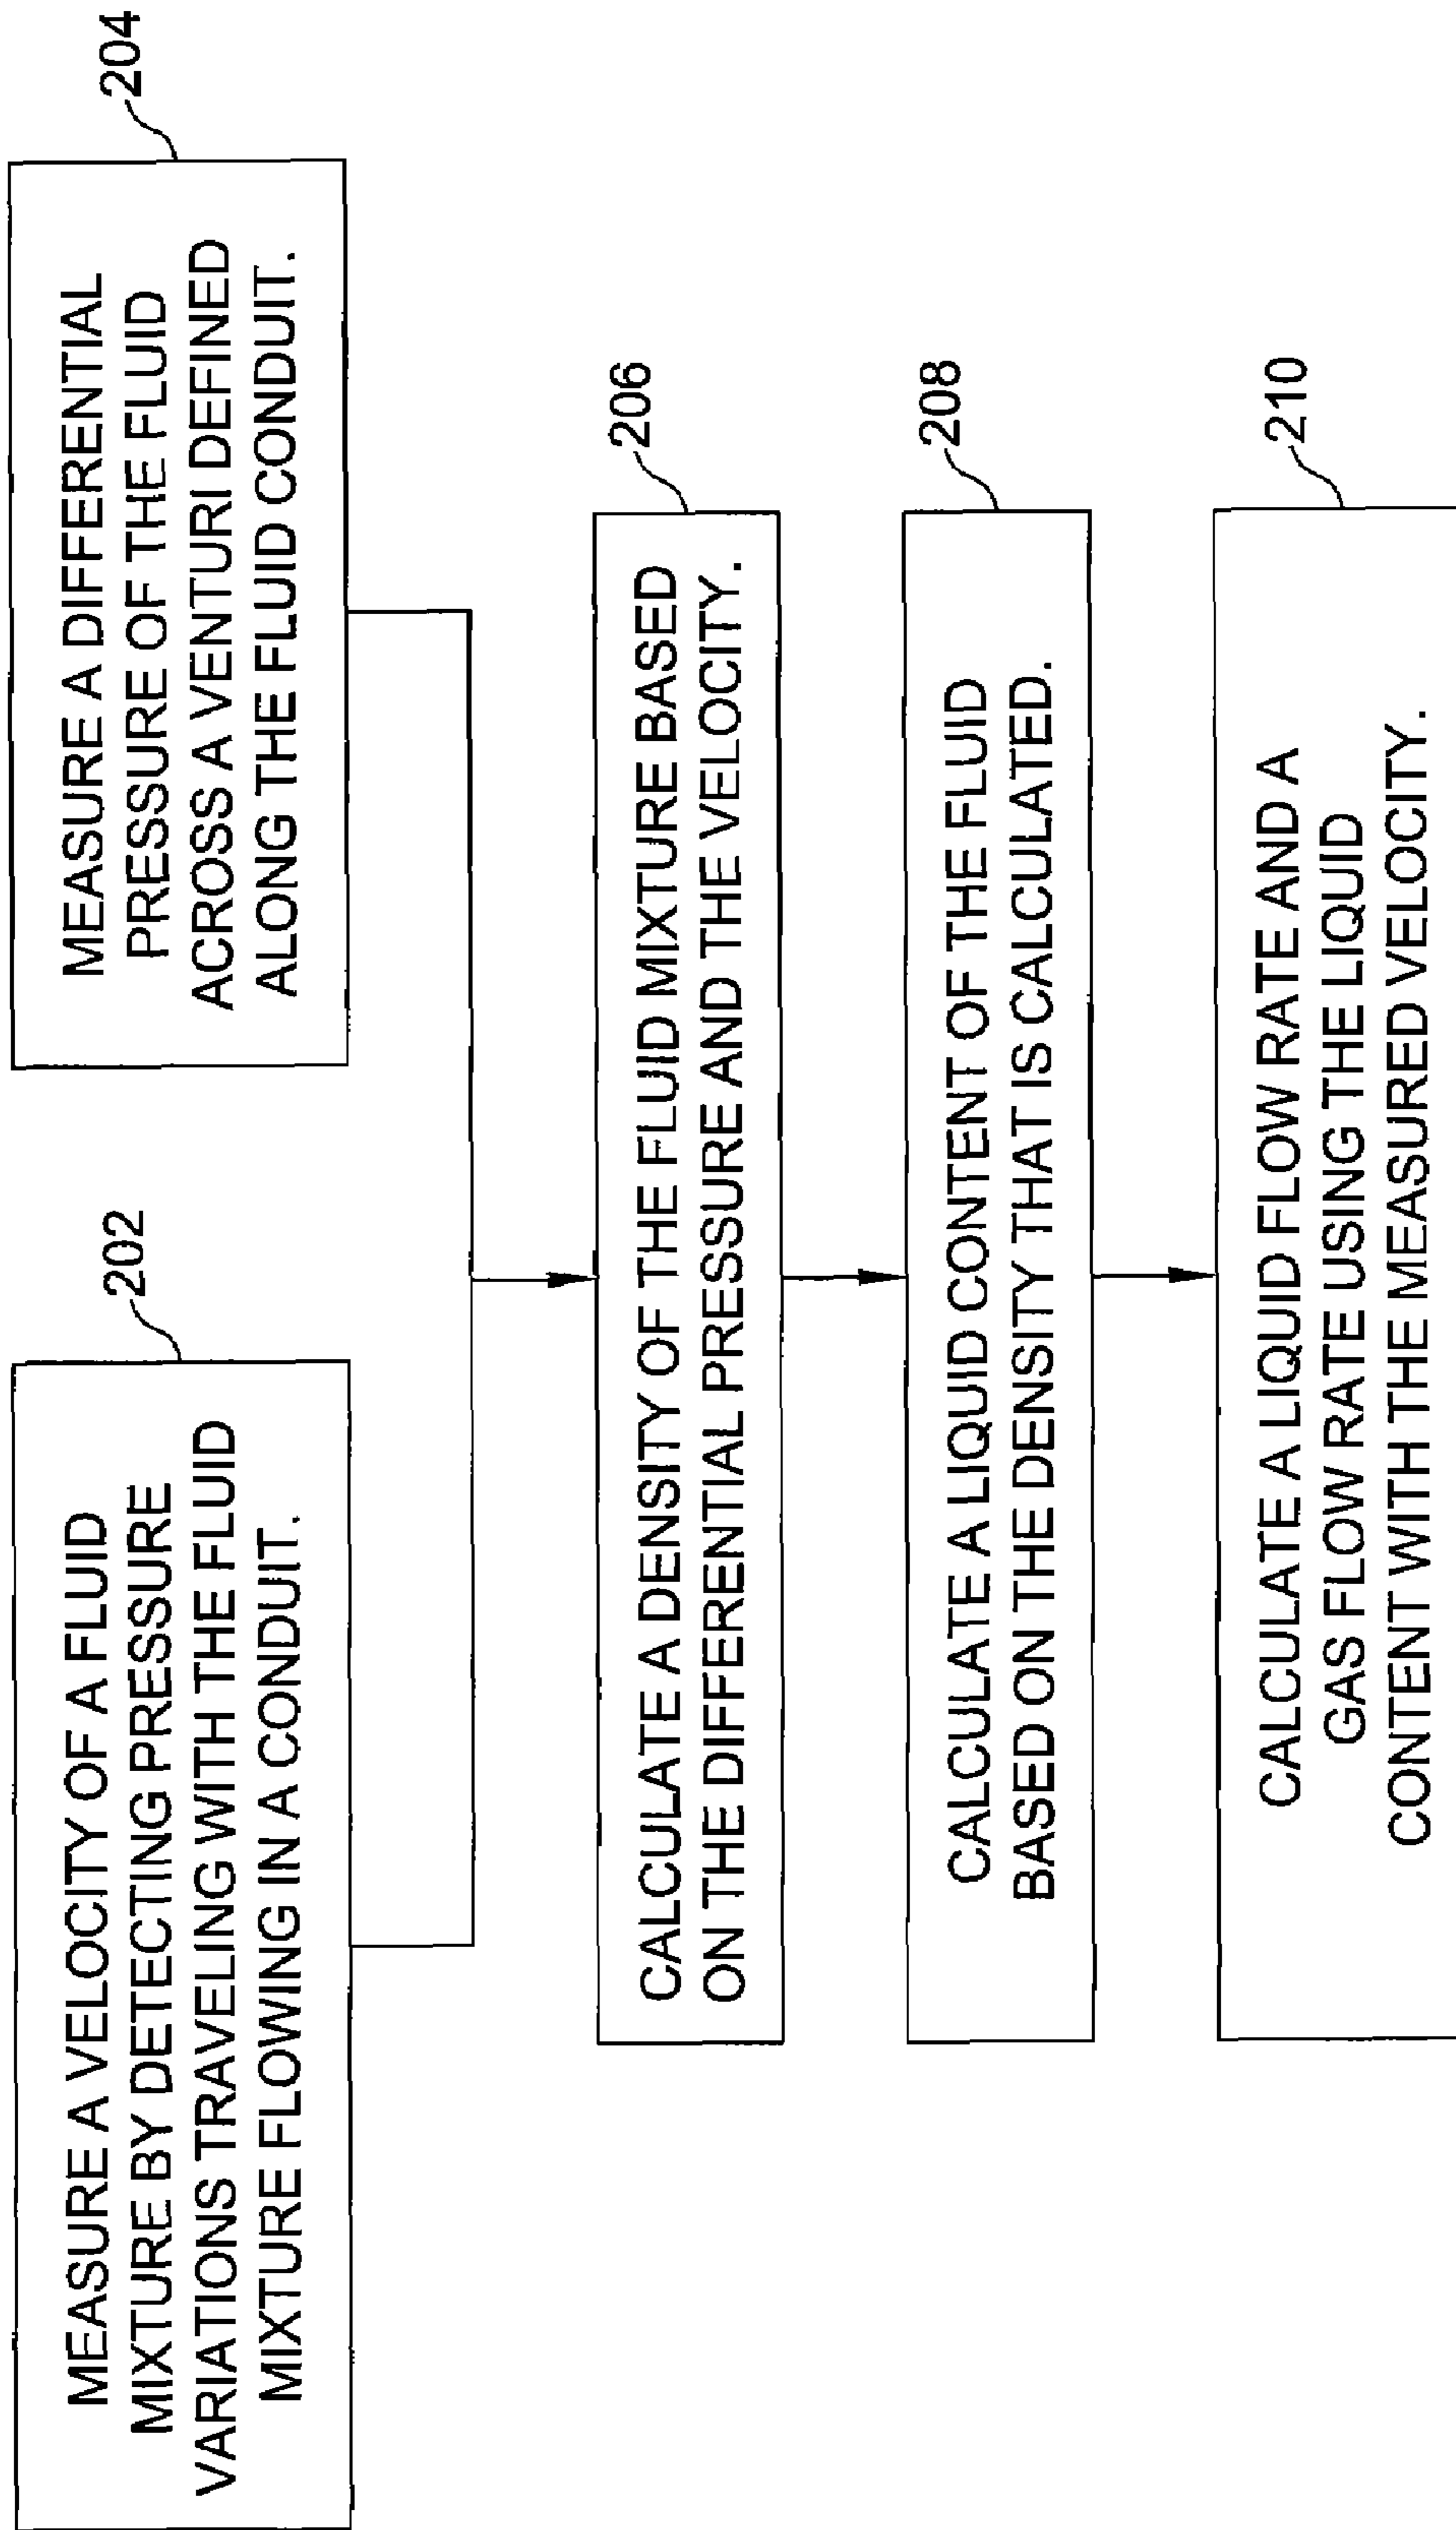 202
MEASURE A VELOCITY OF A FLUID
MIXTURE BY DETECTING PRESSURE
VARIATIONS TRAVELING WITH THE FLUID
MIXTURE FLOWING IN A CONDUIT.
204
MEASURE A DIFFERENTIAL
PRESSURE OF THE FLUID
ACROSS A VENTURI DEFINED
ALONG THE FLUID CONDUIT.
206
CALCULATE A DENSITY OF THE FLUID MIXTURE BASED
ON THE DIFFERENTIAL PRESSURE AND THE VELOCITY.
208
CALCULATE A LIQUID CONTENT OF THE FLUID
BASED ON THE DENSITY THAT IS CALCULATED.
210
CALCULATE A LIQUID FLOW RATE AND A
GAS FLOW RATE USING THE LIQUID
CONTENT WITH THE MEASURED VELOCITY.